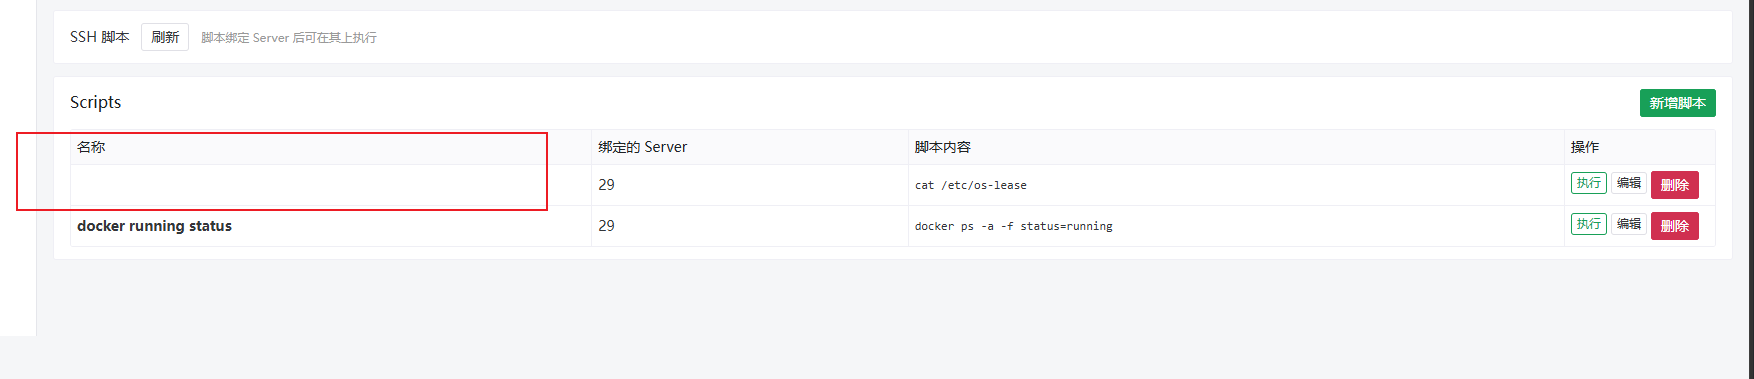 SSH 脚本 刷新 脚本绑定 Server 后可在其上执行
Scripts 新增脚本
名称 绑定的 Server 脚本内容 操作
29 cat /etc/os-lease 执行 编辑 删除
docker running status 29 docker ps -a -f status=running 执行 编辑 删除